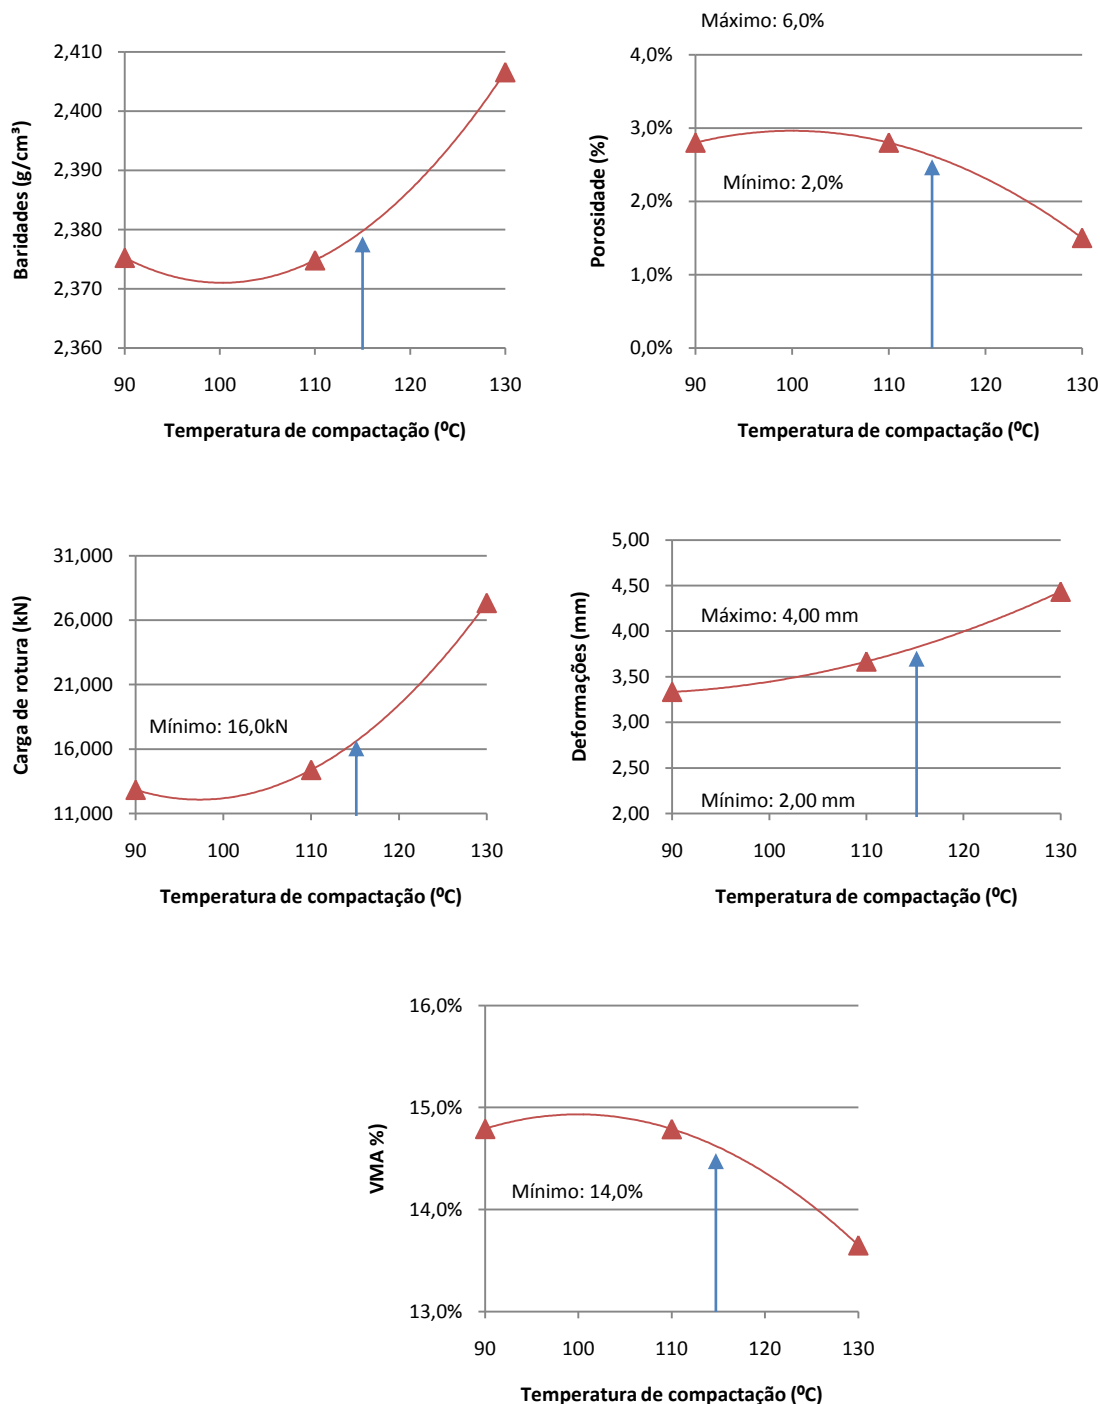 Máximo: 6,0%
2,410
2,400
2,390
2,380
2,370
2,360
Baridades (g/cm³)
90 100 110 120 130
Temperatura de compactação (⁰C)
4,0%
3,0%
2,0%
1,0%
0,0%
Porosidade (%)
Mínimo: 2,0%
90 100 110 120 130
Temperatura de compactação (⁰C)
31,000
26,000
21,000
16,000
11,000
Carga de rotura (kN)
Mínimo: 16,0kN
90 100 110 120 130
Temperatura de compactação (⁰C)
5,00
4,50
4,00
3,50
3,00
2,50
2,00
Deformações (mm)
Máximo: 4,00 mm
Mínimo: 2,00 mm
90 100 110 120 130
Temperatura de compactação (⁰C)
16,0%
15,0%
14,0%
13,0%
VMA %)
Mínimo: 14,0%
90 100 110 120 130
Temperatura de compactação (⁰C)